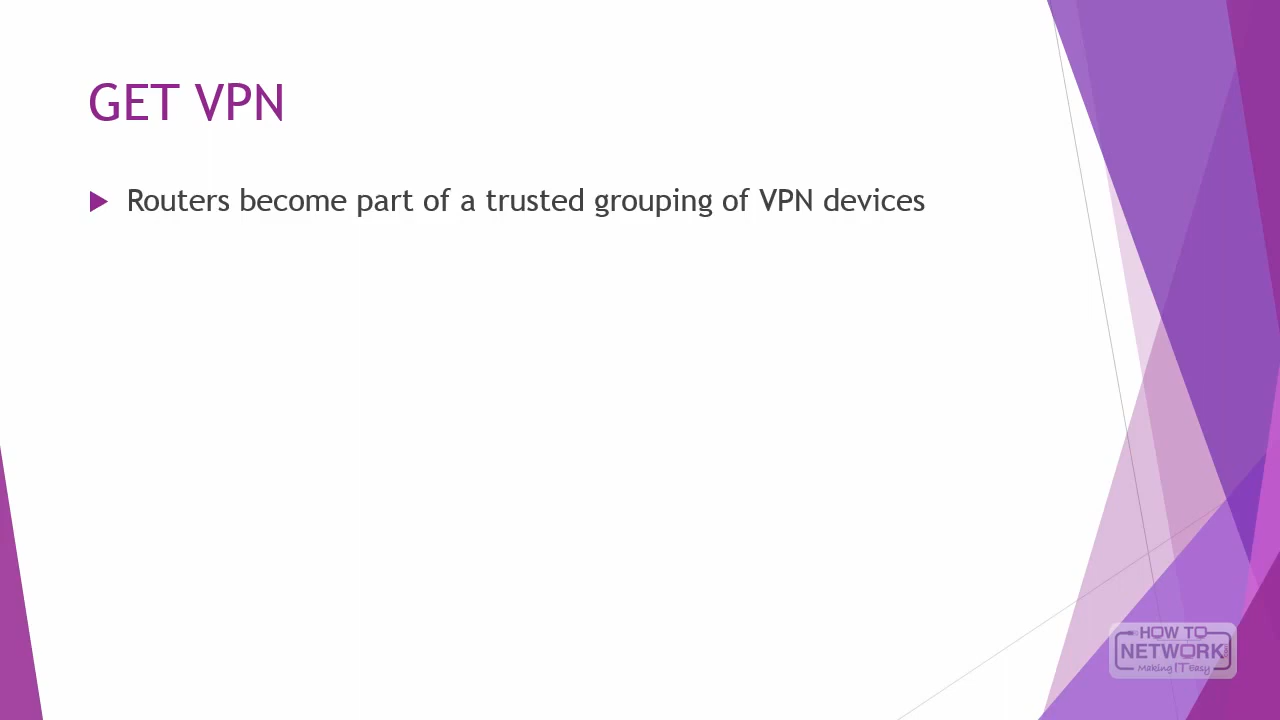 GET VPN
Routers become part of a trusted grouping of VPN devices
HOW TO
NETWORK
Making IT Easy